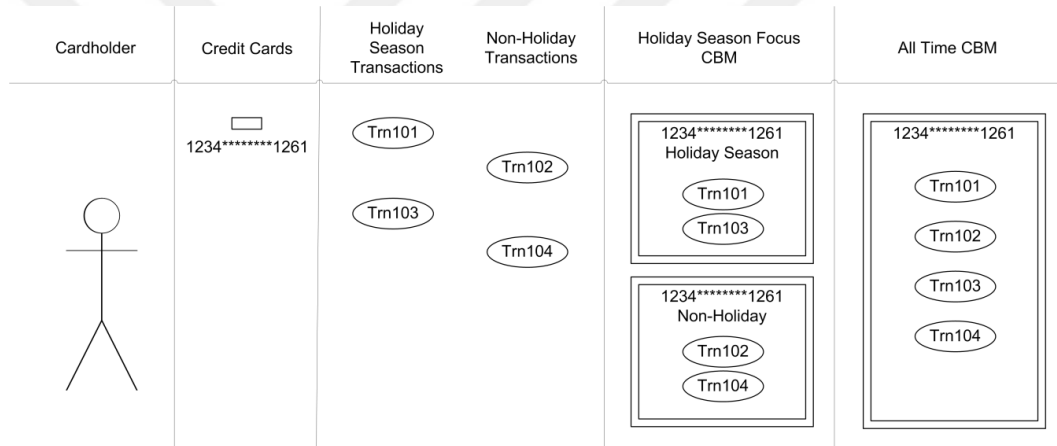 Cardholder
Credit Cards
Holiday
Season
Transactions
Non-Holiday
Transactions
Holiday Season Focus
CBM
All Time CBM
1234********1261
Trn101
Trn103
Trn102
Trn104
1234********1261
Holiday Season
Trn101
Trn103
1234********1261
Non-Holiday
Trn102
Trn104
1234********1261
Trn101
Trn102
Trn103
Trn104